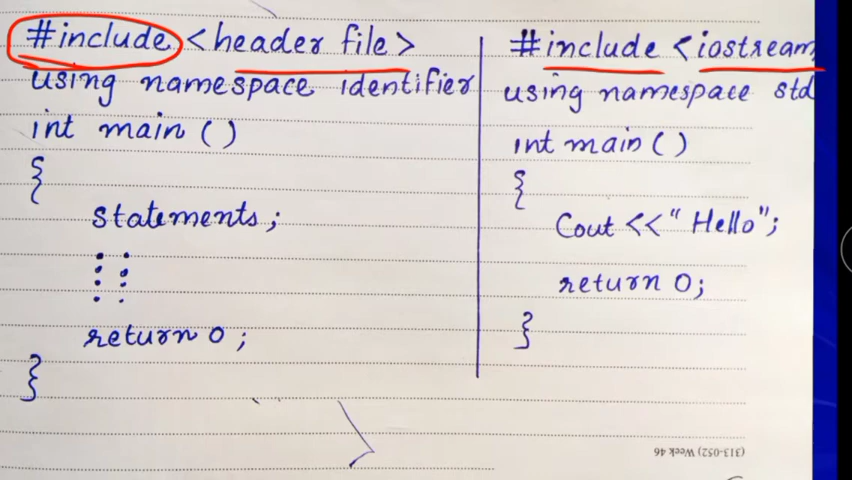 #include <header file>
using namespace identifier
int main ()
{
statements;
return 0;
}
#include <iostream
using namespace std
int main ()
{
Cout << "Hello";
return 0;
}
(313-052) Week 46